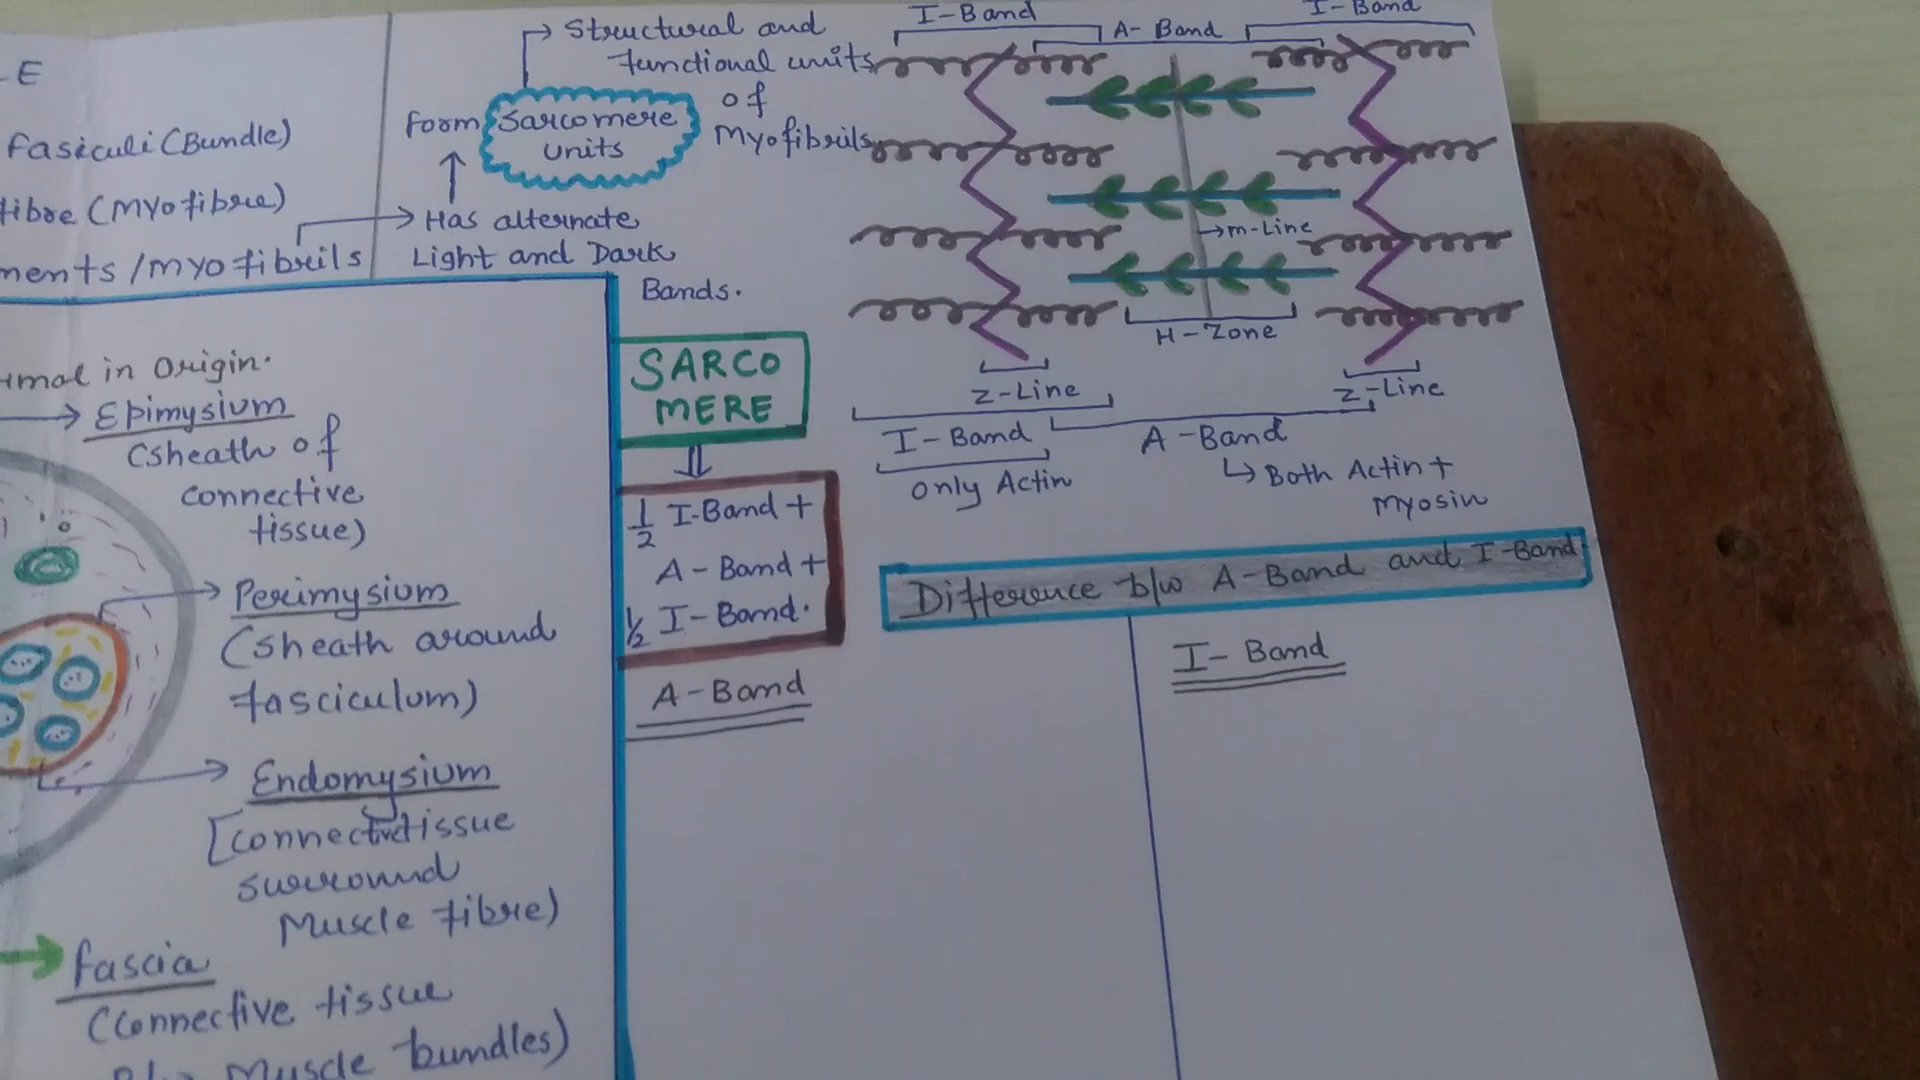 E
fasiculi (Bundle)
fibre (Myofibre)
ments/myofibrils
Structural and
functional units
of
Myofibrils
form
Sarcomere
units
Has alternate
Light and Dark
Bands.
I-Band
A-Band
I-Band
m-Line
H-Zone
Z-Line
Z-Line
I-Band
A-Band
only Actin
Both Actin +
Myosin
SARCO
MERE
1/2 I-Band +
A-Band +
1/2 I-Band.
Difference b/w A-Band and I-Band
A-Band
I-Band
in Origin.
Epimysium
(sheath of
connective
tissue)
Perimysium
(sheath around
fasciculum)
Endomysium
tissue
surround
Muscle fibre)
fascia
(Connective tissue
Muscle bundles)